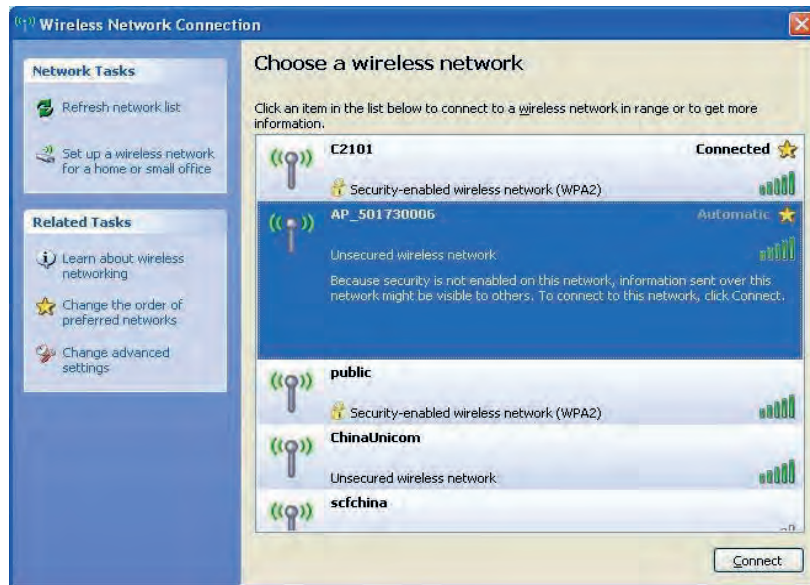 Wireless Network Connection
Network Tasks
Refresh network list
Set up a wireless network
for a home or small office
Related Tasks
Learn about wireless
networking
Change the order of
preferred networks
Change advanced
settings
Choose a wireless network
Click an item in the list below to connect to a wireless network in range or to get more
information.
C2101 Connected
Security-enabled wireless network (WPA2)
AP_501730006 Automatic
Unsecured wireless network
Because security is not enabled on this network, information sent over this
network might be visible to others. To connect to this network, click Connect.
public
Security-enabled wireless network (WPA2)
ChinaUnicom
Unsecured wireless network
scfchina
Connect